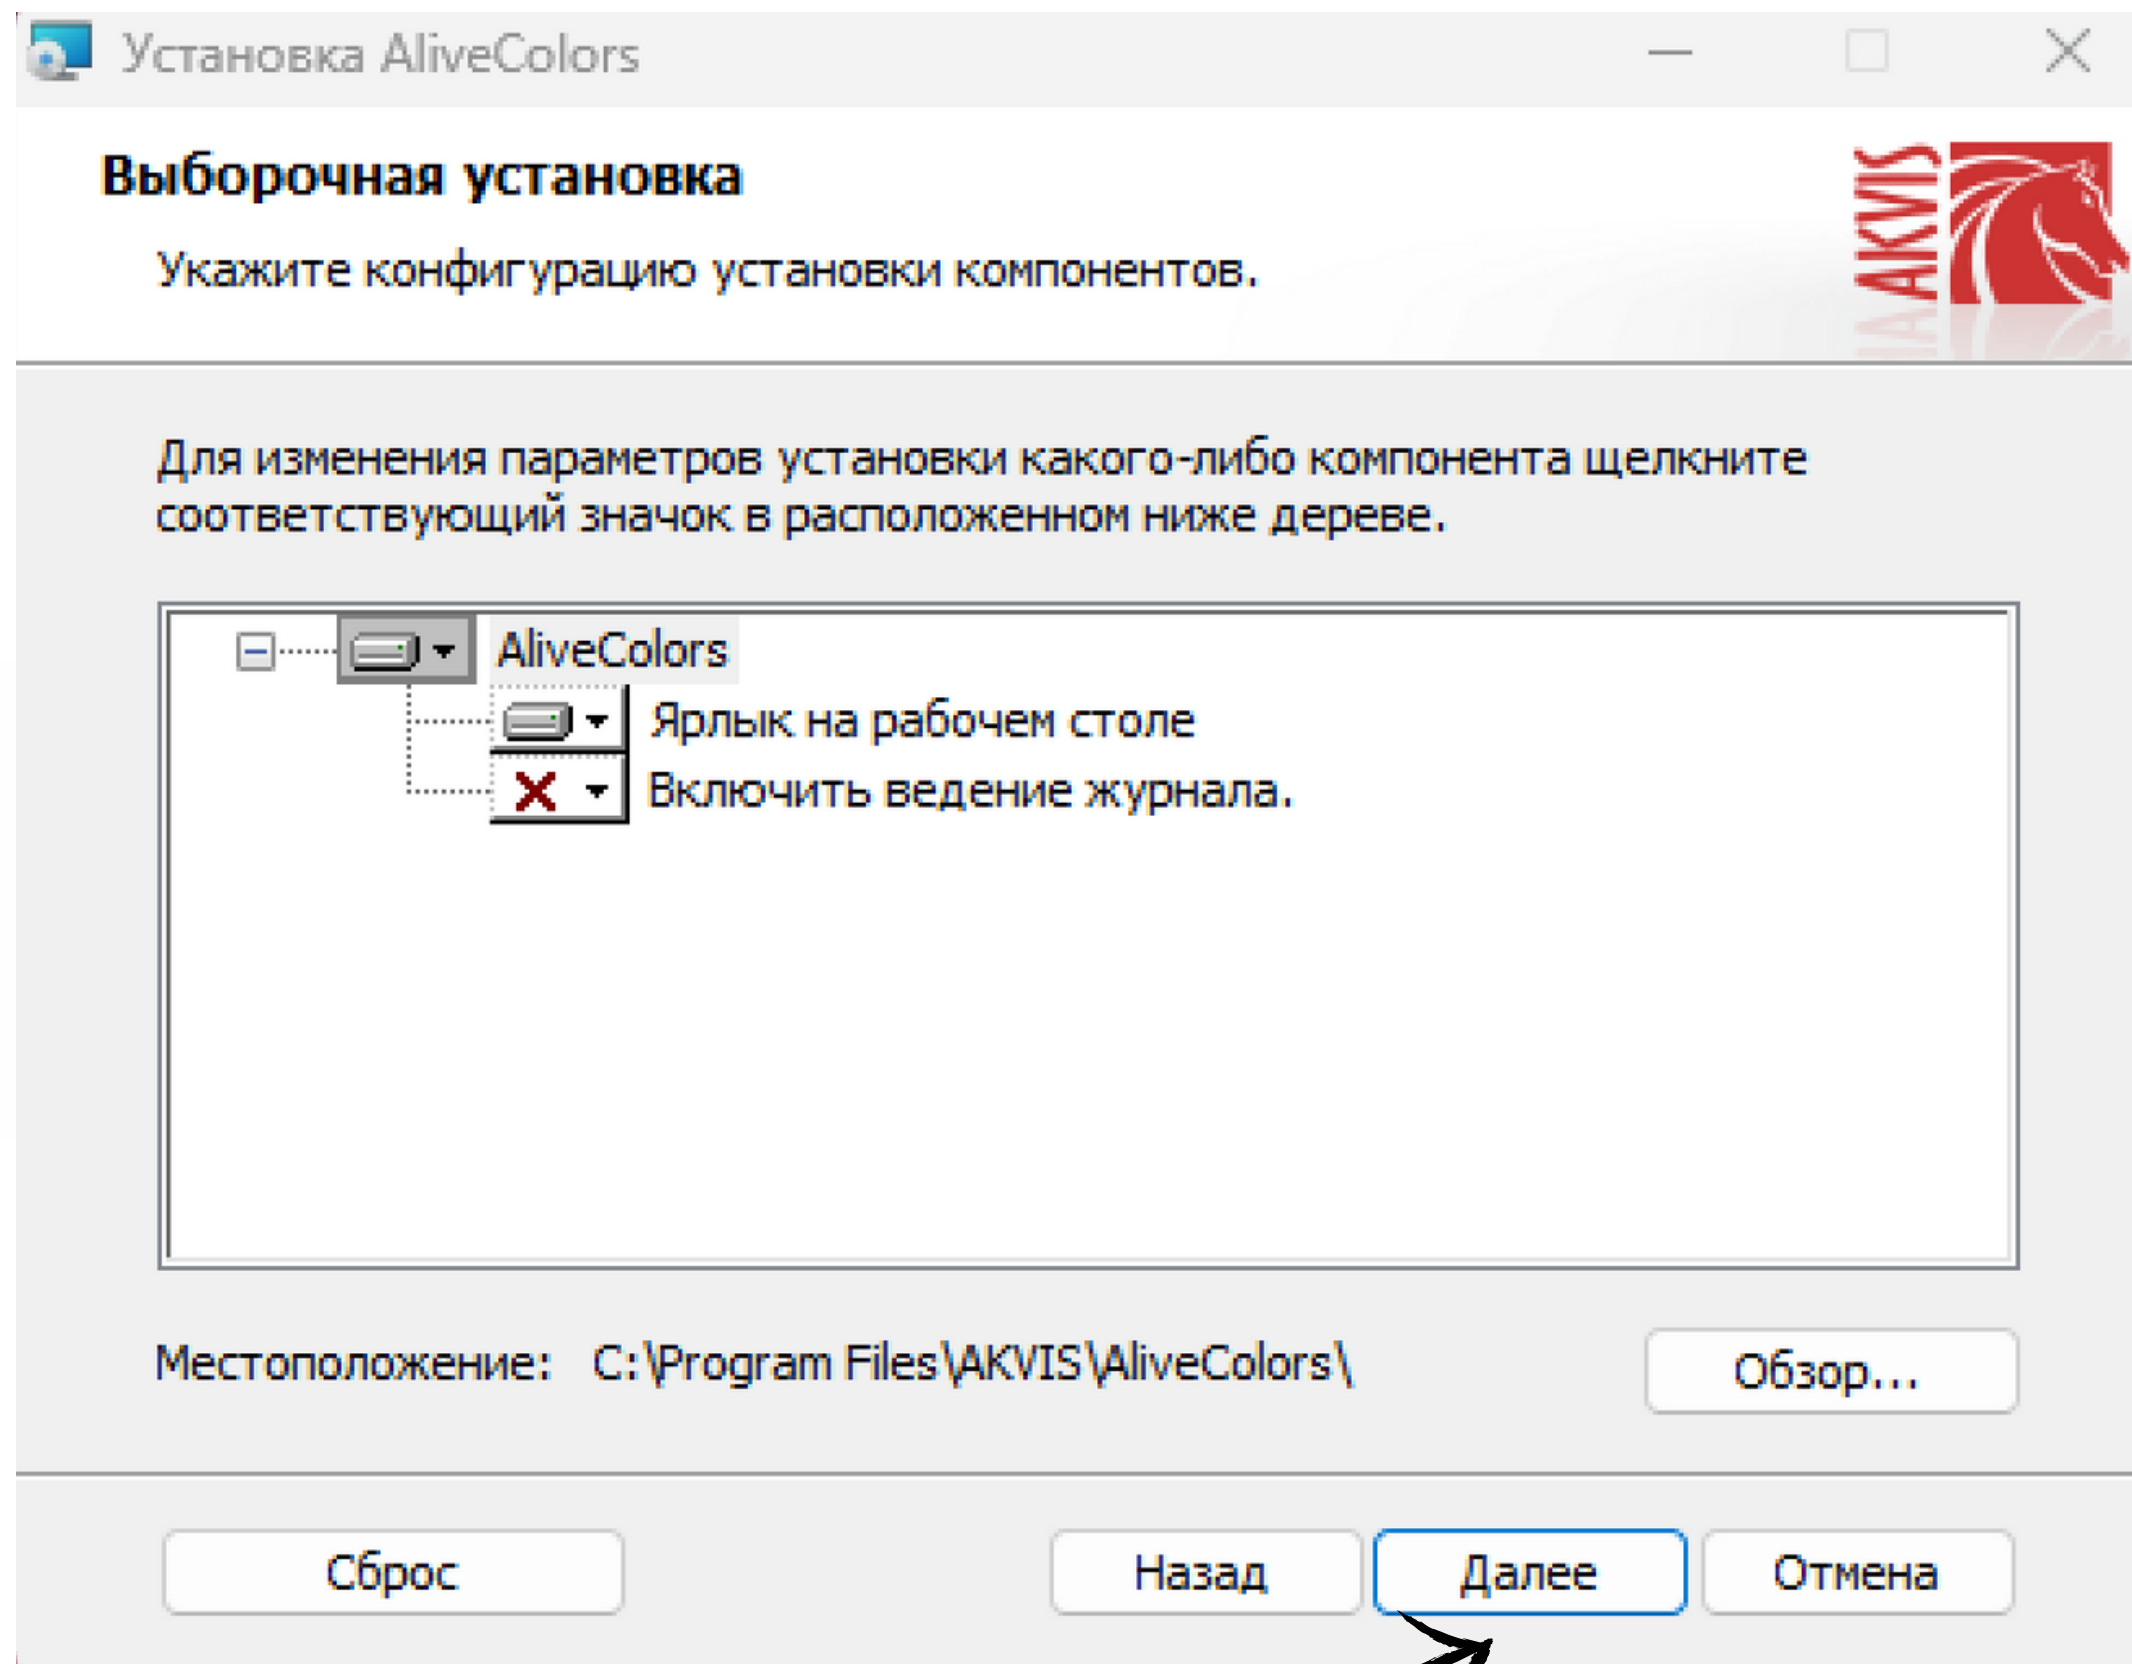 Установка AliveColors
Выборочная установка
AKVIS
Укажите конфигурацию установки компонентов.
Для изменения параметров установки какого-либо компонента щелкните
соответствующий значок в расположенном ниже дереве.
AliveColors
Ярлык на рабочем столе
Включить ведение журнала.
Местоположение: C:\Program Files\AKVIS\AliveColors\
Обзор...
Сброс
Назад
Далее
Отмена